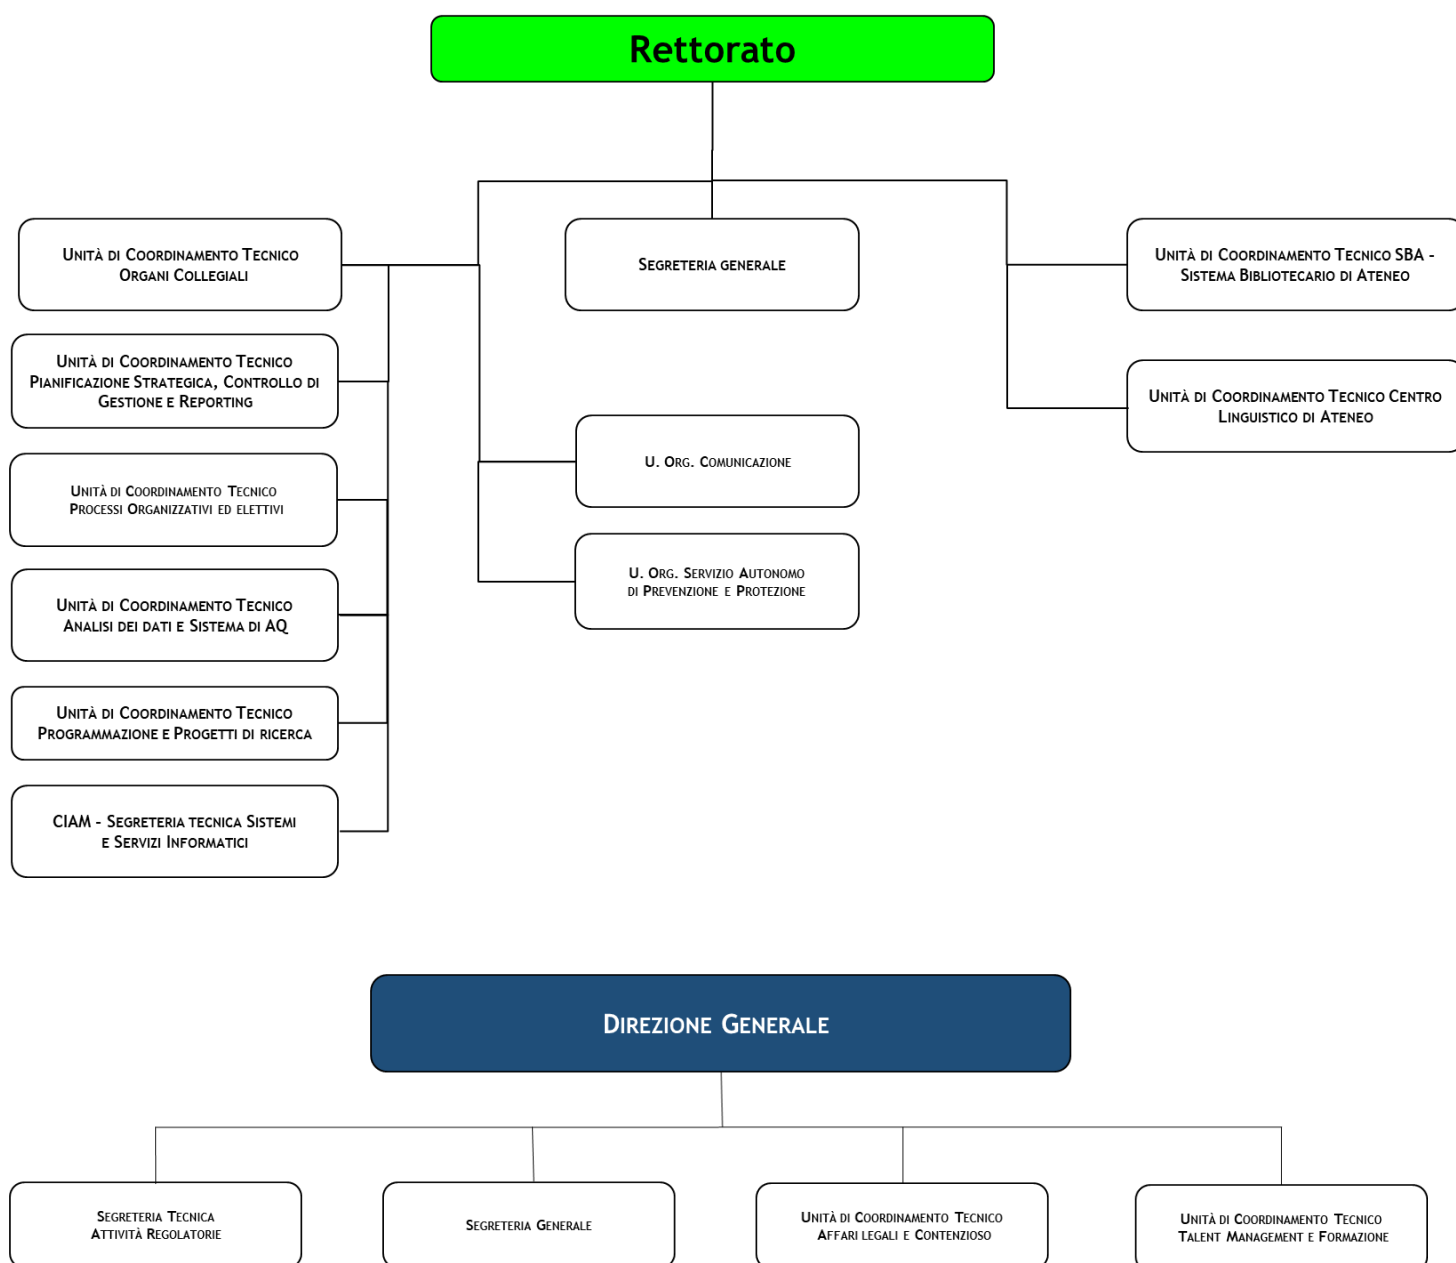 Rettorato
Unità di Coordinamento Tecnico
Organi Collegiali
Segreteria generale
Unità di Coordinamento Tecnico SBA -
Sistema Bibliotecario di Ateneo
Unità di Coordinamento Tecnico
Pianificazione Strategica, Controllo di
Gestione e Reporting
Unità di Coordinamento Tecnico Centro
Linguistico di Ateneo
U. Org. Comunicazione
Unità di Coordinamento Tecnico
Processi Organizzativi ed elettivi
U. Org. Servizio Autonomo
di Prevenzione e Protezione
Unità di Coordinamento Tecnico
Analisi dei dati e Sistema di AQ
Unità di Coordinamento Tecnico
Programmazione e Progetti di ricerca
CIAM - Segreteria tecnica Sistemi
e Servizi Informatici
Direzione Generale
Segreteria Tecnica
Attività Regolatorie
Segreteria Generale
Unità di Coordinamento Tecnico
Affari legali e Contenzioso
Unità di Coordinamento Tecnico
Talent Management e Formazione